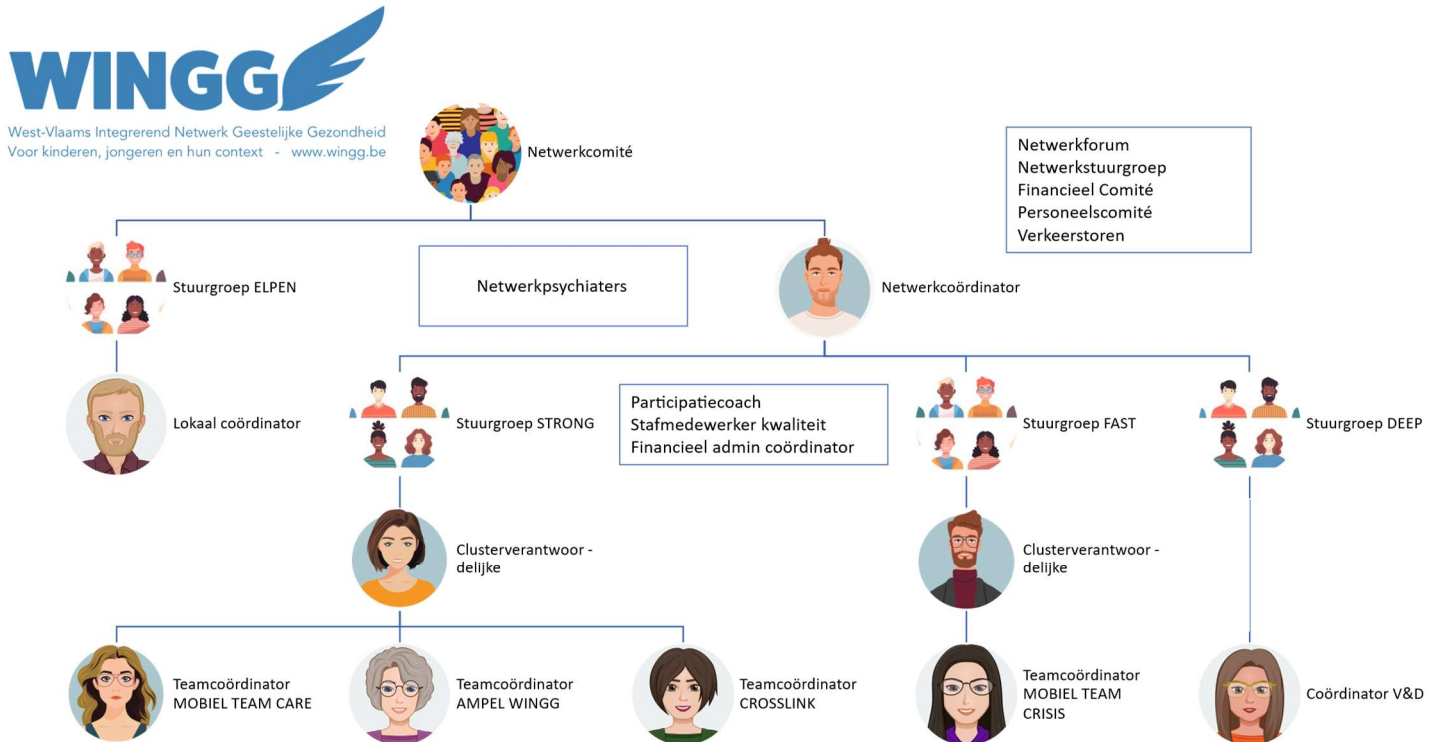 WINGG
West-Vlaams Integrerend Netwerk Geestelijke Gezondheid
Voor kinderen, jongeren en hun context - www.wingg.be
Netwerkcomité
Netwerkforum
Netwerkstuurgroep
Financieel Comité
Personeelscomité
Verkeerstoren
Stuurgroep ELPEN
Netwerkpsychiaters
Netwerkcoördinator
Lokaal coördinator
Stuurgroep STRONG
Participatiecoach
Stafmedewerker kwaliteit
Financieel admin coördinator
Stuurgroep FAST
Stuurgroep DEEP
Clusterverantwoor -
delijke
Clusterverantwoor -
delijke
Teamcoördinator
MOBIEL TEAM CARE
Teamcoördinator
AMPEL WINGG
Teamcoördinator
CROSSLINK
Teamcoördinator
MOBIEL TEAM
CRISIS
Coördinator V&D